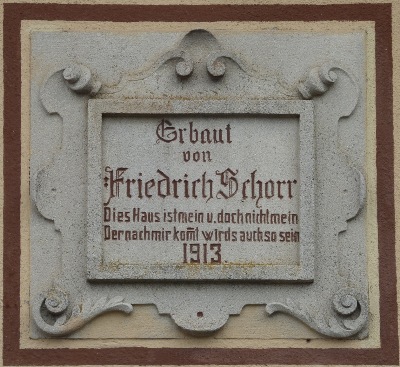 Erbaut
von
Friedrich Schorr
Dies Haus ist mein u. doch nicht mein
Der nach mir kom̅t wirds auch so sein
1913.